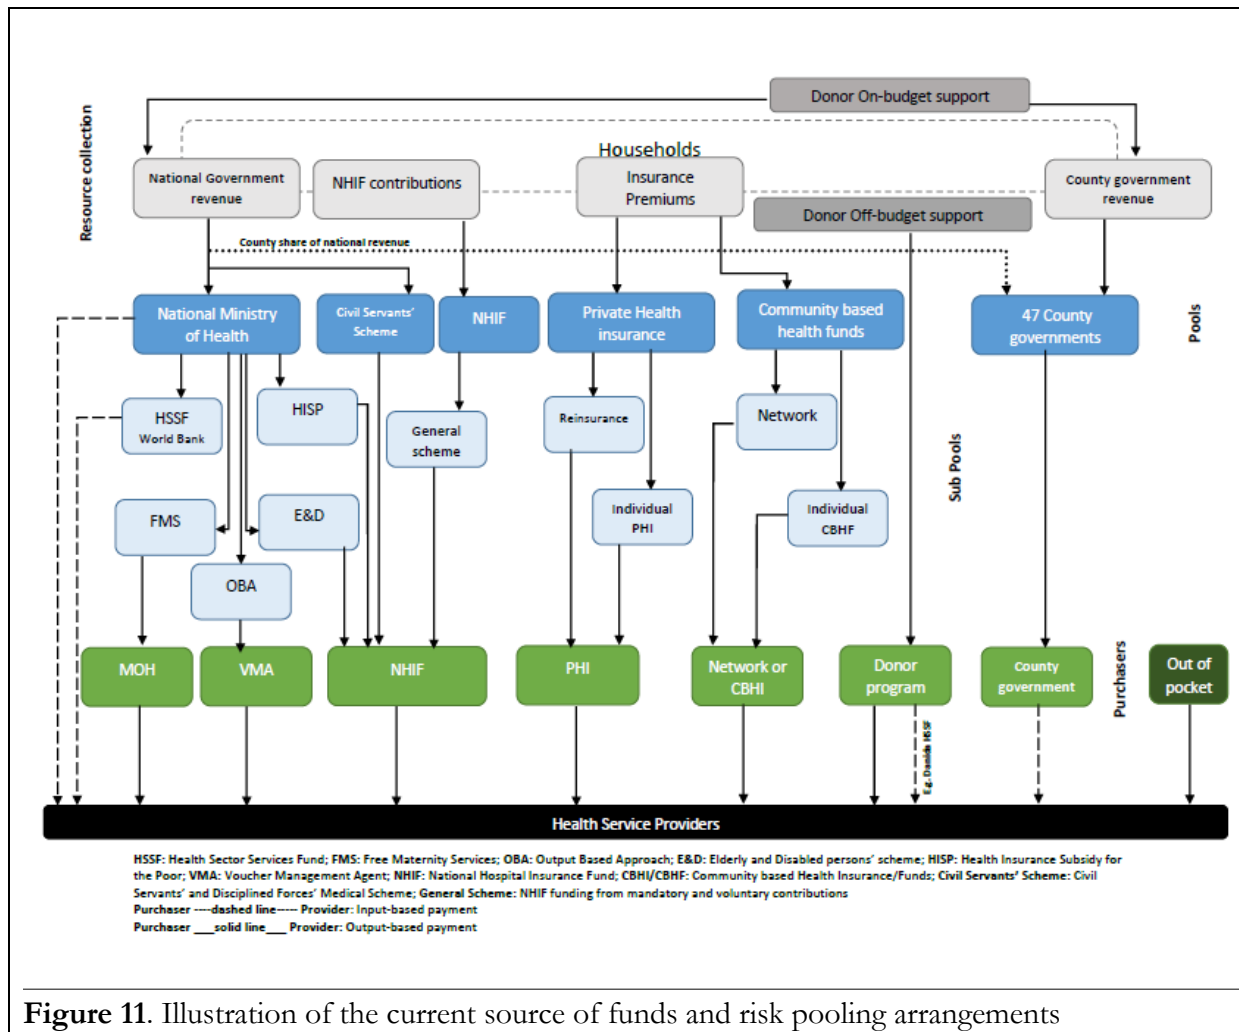 Donor On-budget support
Resource collection
Households
National Government
revenue
NHIF contributions
Insurance
Premiums
County government
revenue
Donor Off-budget support
County share of national revenue
National Ministry
of Health
Civil Servants'
Scheme
NHIF
Private Health
insurance
Community based
health funds
47 County
governments
Pools
HSSF
World Bank
HISP
General
scheme
Reinsurance
Network
Sub Pools
FMS
E&D
Individual
PHI
Individual
CBHF
OBA
MOH
VMA
NHIF
PHI
Network or
CBHI
Donor
program
County
government
Purchasers
Out of
pocket
E.g. Danida HSSF
Health Service Providers
HSSF: Health Sector Services Fund; FMS: Free Maternity Services; OBA: Output Based Approach; E&D: Elderly and Disabled persons' scheme; HISP: Health Insurance Subsidy for
the Poor; VMA: Voucher Management Agent; NHIF: National Hospital Insurance Fund; CBHI/CBHF: Community based Health Insurance/Funds; Civil Servants' Scheme: Civil
Servants' and Disciplined Forces' Medical Scheme; General Scheme: NHIF funding from mandatory and voluntary contributions
Purchaser ----dashed line----- Provider: Input-based payment
Purchaser ___solid line___ Provider: Output-based payment
Figure 11. Illustration of the current source of funds and risk pooling arrangements